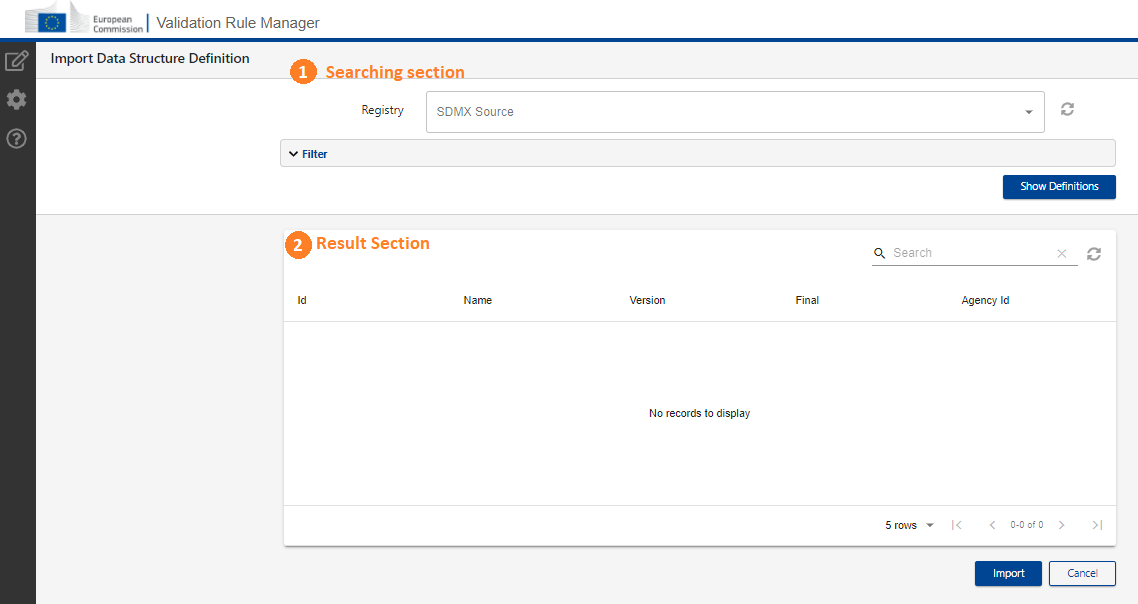 European
Commission
Validation Rule Manager
Import Data Structure Definition
1 Searching section
Registry
SDMX Source
Filter
Show Definitions
2 Result Section
Search
Id Name Version Final Agency Id
No records to display
5 rows 0-0 of 0
Import Cancel